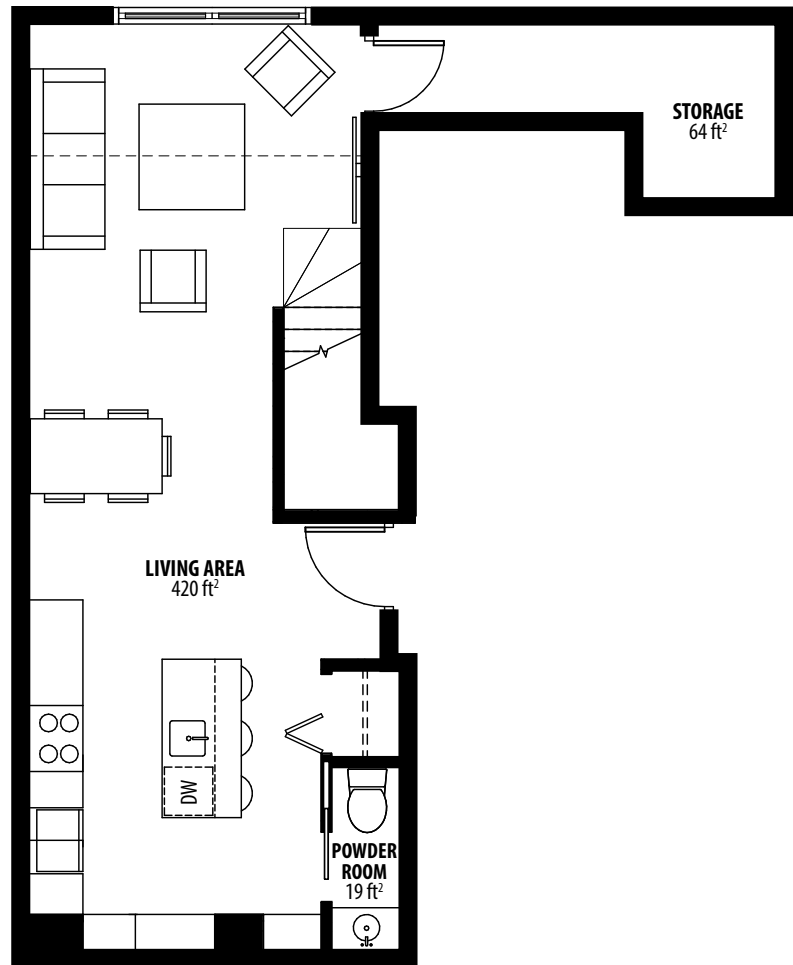 STORAGE
64 ft²
LIVING AREA
420 ft²
DW
POWDER
ROOM
19 ft²